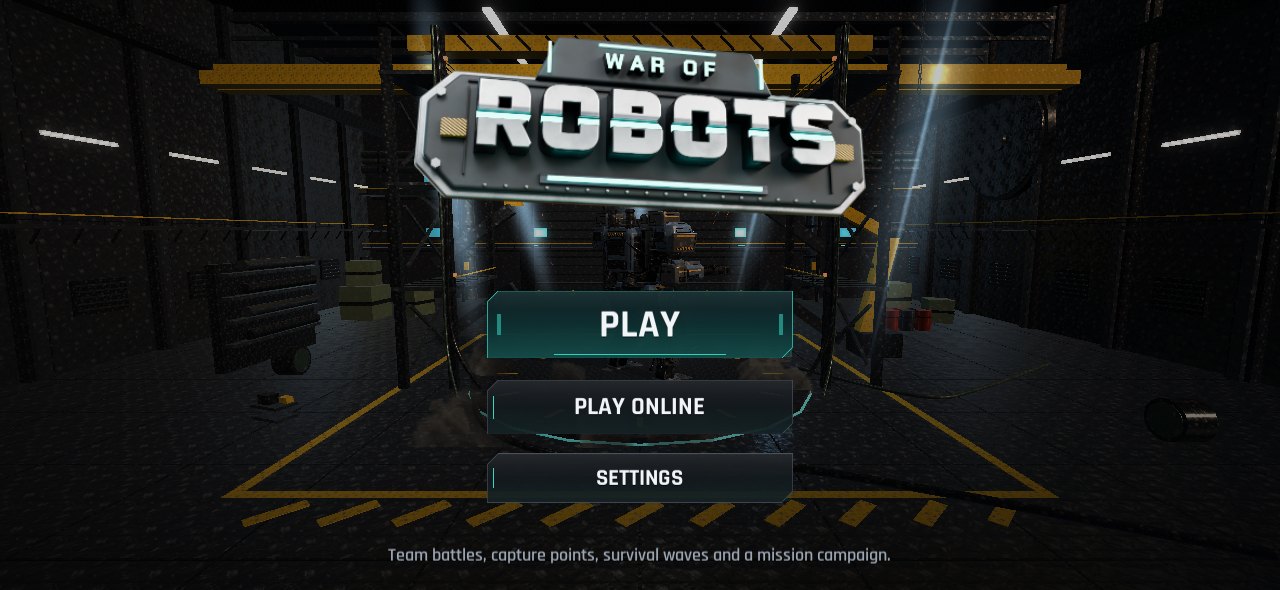 WAR OF
ROBOTS
PLAY
PLAY ONLINE
SETTINGS
Team battles, capture points, survival waves and a mission campaign.